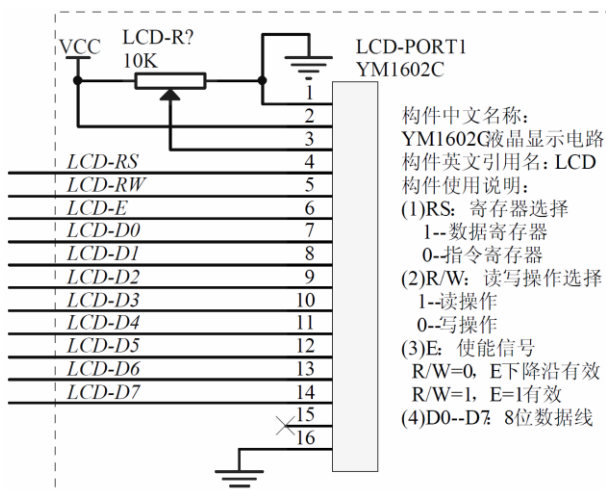 VCC
LCD-R?
10K
LCD-PORT1
YM1602C
1
2
3
LCD-RS 4
LCD-RW 5
LCD-E 6
LCD-D0 7
LCD-D1 8
LCD-D2 9
LCD-D3 10
LCD-D4 11
LCD-D5 12
LCD-D6 13
LCD-D7 14
15
16
构件中文名称：
YM1602C液晶显示电路
构件英文引用名：LCD
构件使用说明：
(1)RS：寄存器选择
1--数据寄存器
0--指令寄存器
(2)R/W：读写操作选择
1--读操作
0--写操作
(3)E：使能信号
R/W=0，E下降沿有效
R/W=1，E=1有效
(4)D0--D7：8位数据线